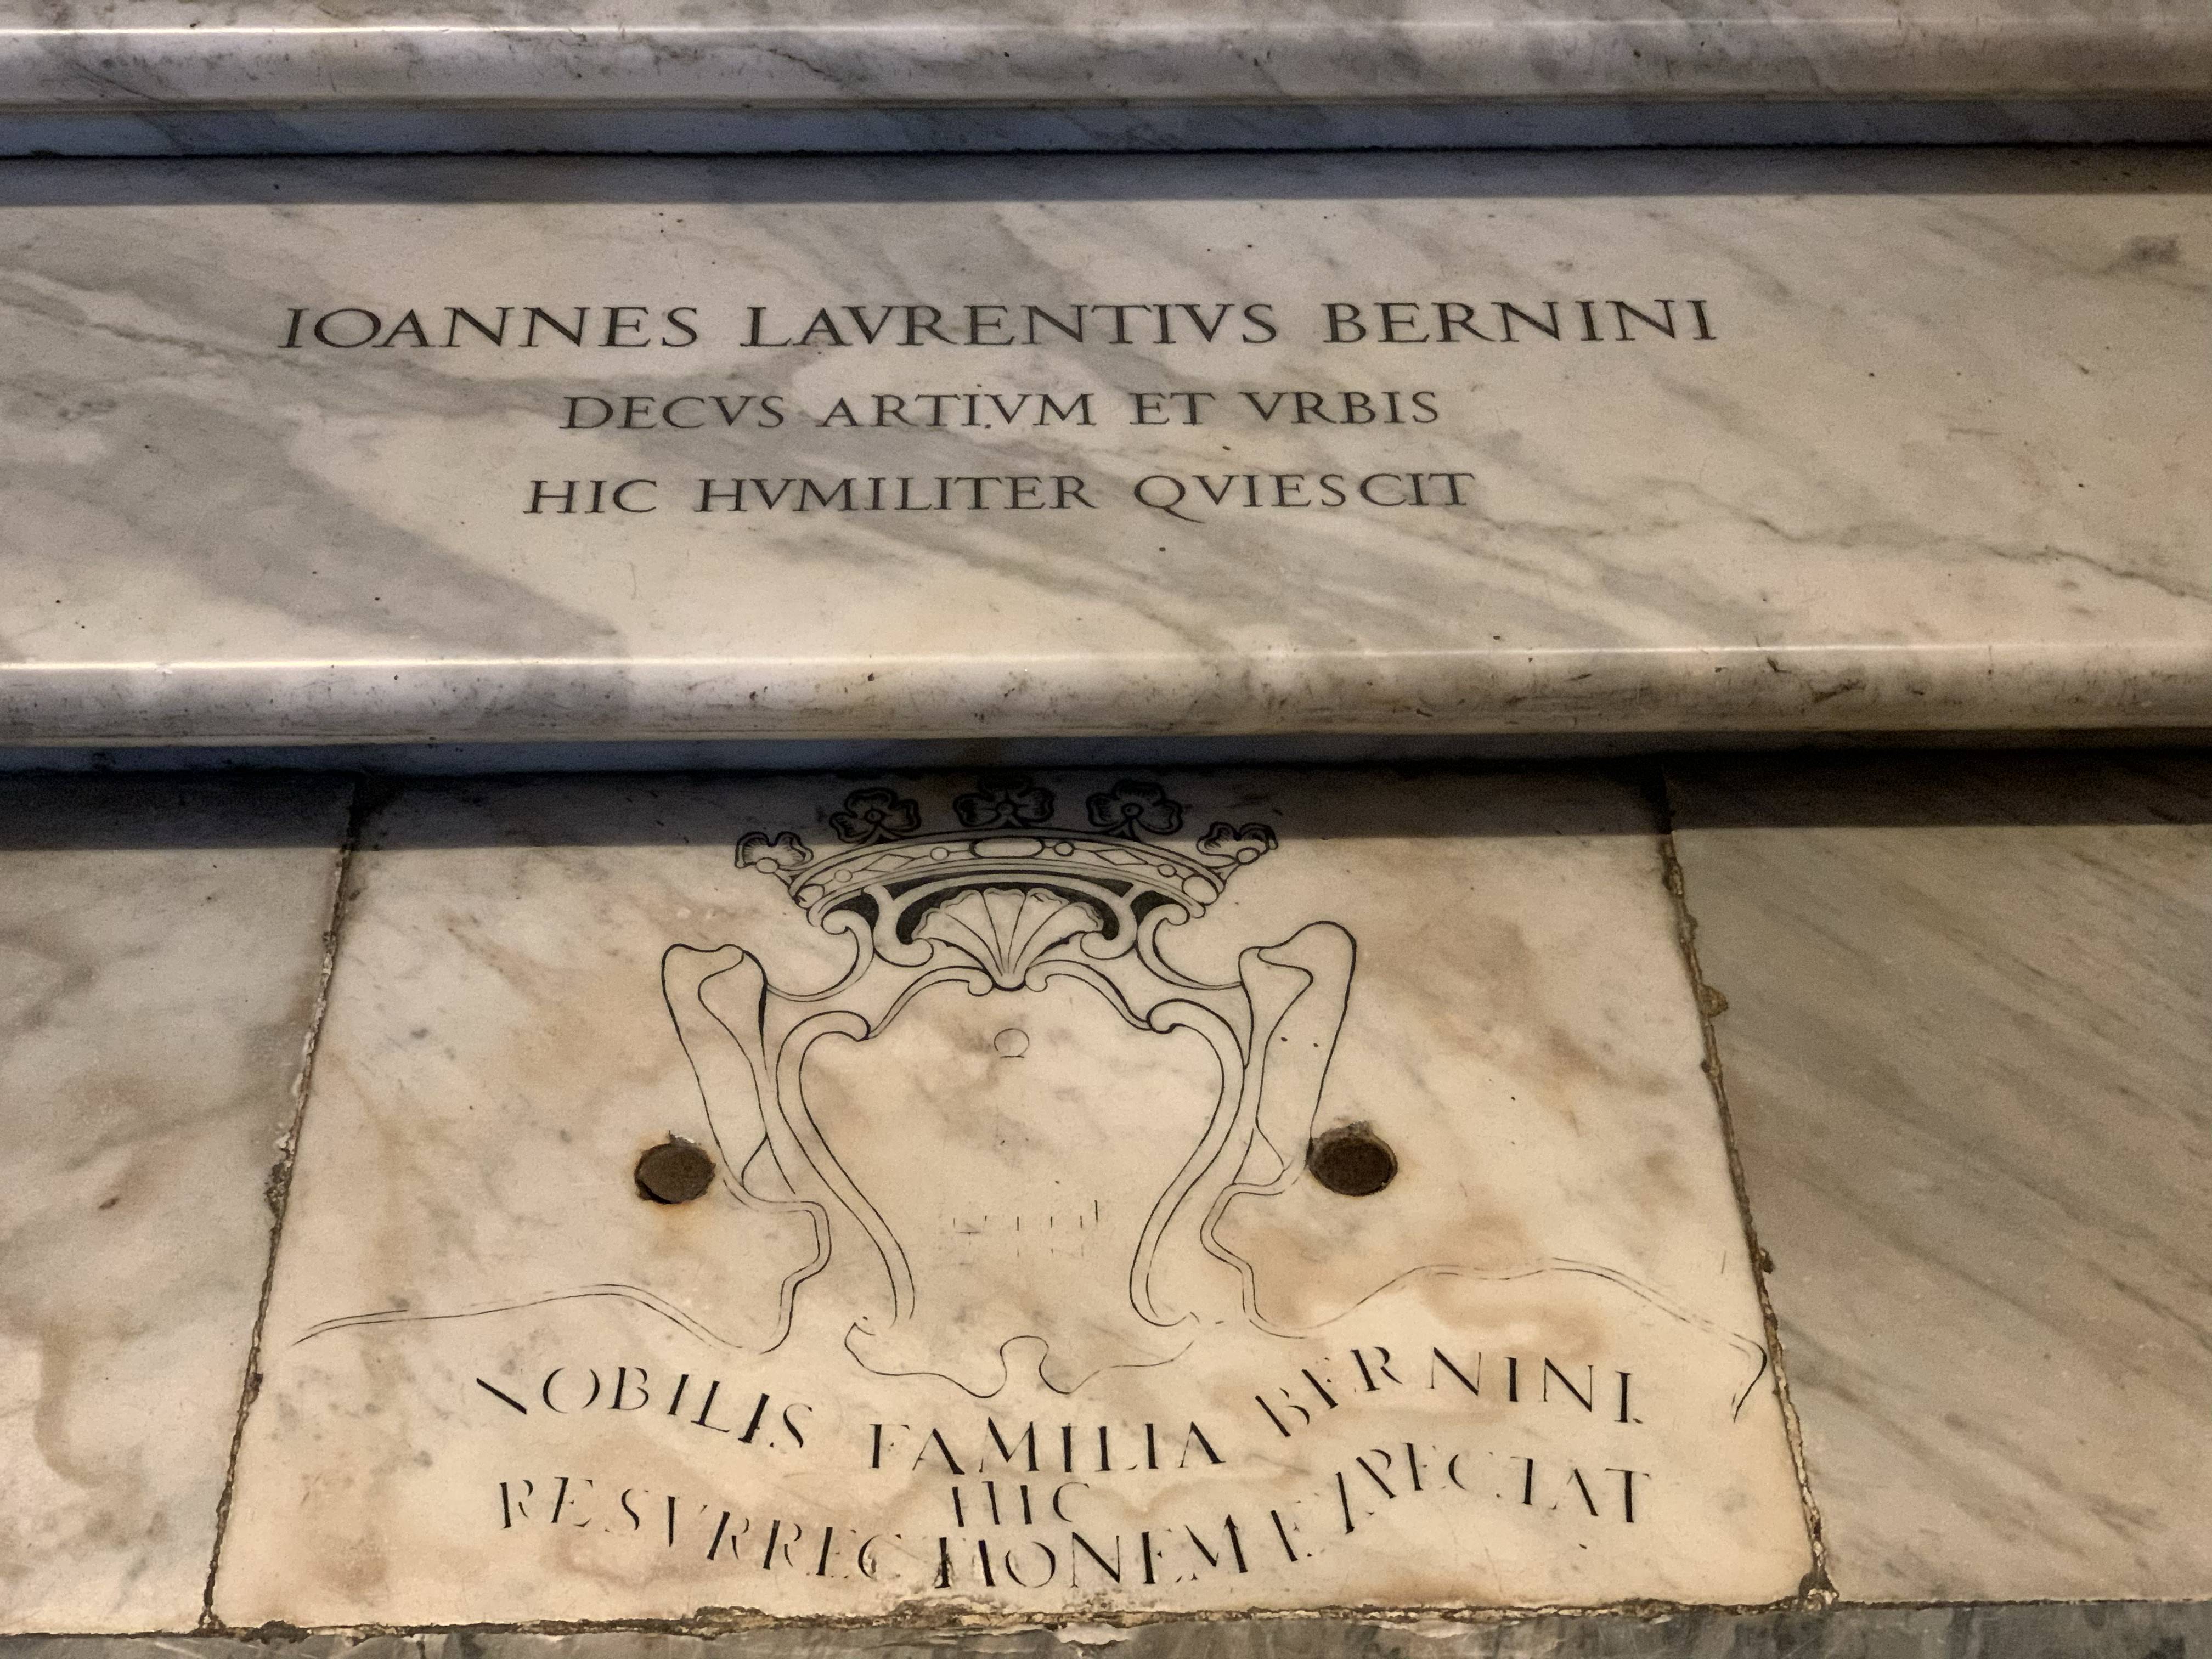 IOANNES LAVRENTIVS BERNINI
DECVS ARTIVM ET VRBIS
HIC HVMILITER QVIESCIT
NOBILIS FAMILIA BERNINI
HIC
RESVRRECTIONEM EXPECTAT